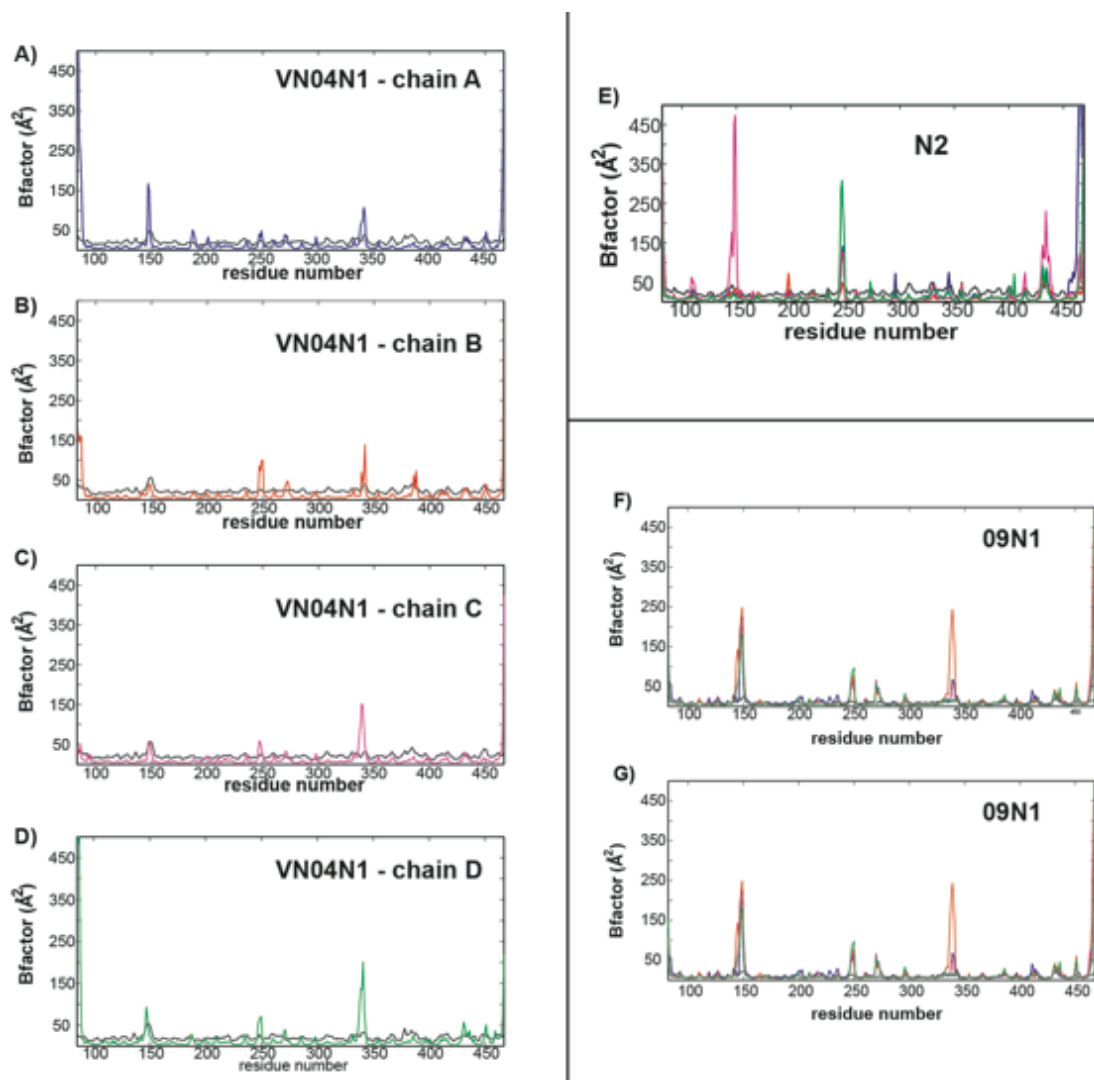 A)
VN04N1 - chain A
Bfactor (Å²)
450
350
250
150
50
100 150 200 250 300 350 400 450
residue number
B)
VN04N1 - chain B
Bfactor (Å²)
450
350
250
150
50
100 150 200 250 300 350 400 450
residue number
C)
VN04N1 - chain C
Bfactor (Å²)
450
350
250
150
50
100 150 200 250 300 350 400 450
residue number
D)
VN04N1 - chain D
Bfactor (Å²)
450
350
250
150
50
100 150 200 250 300 350 400 450
residue number
E)
N2
Bfactor (Å²)
450
350
250
150
50
100 150 200 250 300 350 400 450
residue number
F)
09N1
Bfactor (Å²)
450
350
250
150
50
100 150 200 250 300 350 400
residue number
G)
09N1
Bfactor (Å²)
450
350
250
150
50
100 150 200 250 300 350 400 450
residue number